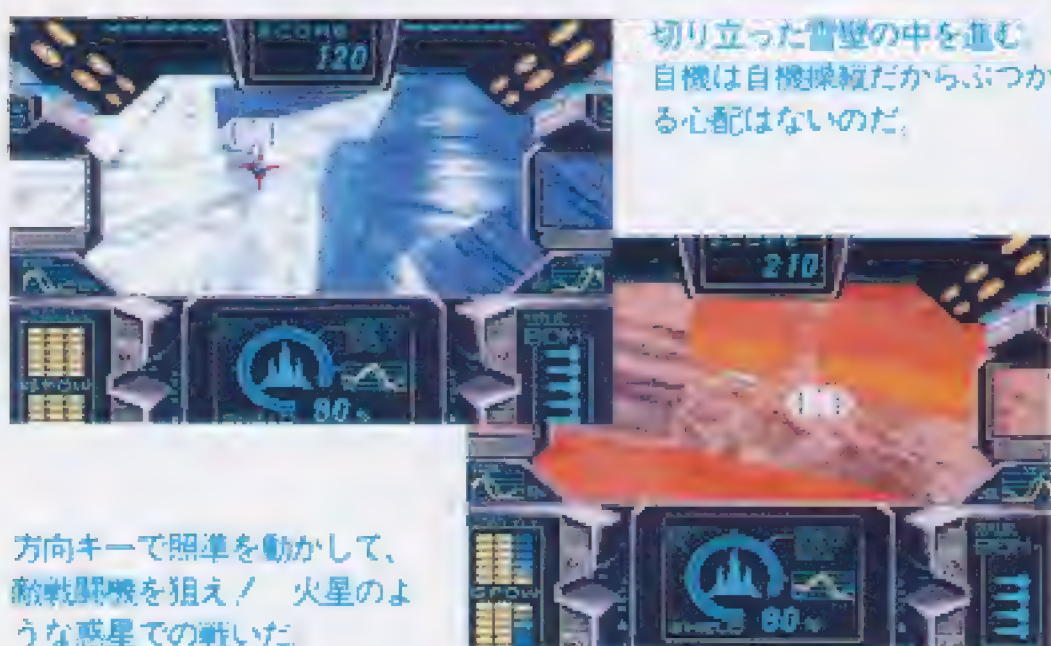 120
切り立った雪壁の中を進む。
自機は自機操縦だからぶつか
る心配はないのだ。
80%
210
方向キーで照準を動かして、
敵戦闘機を狙え！ 火星のよ
うな惑星での戦いだ。
80%